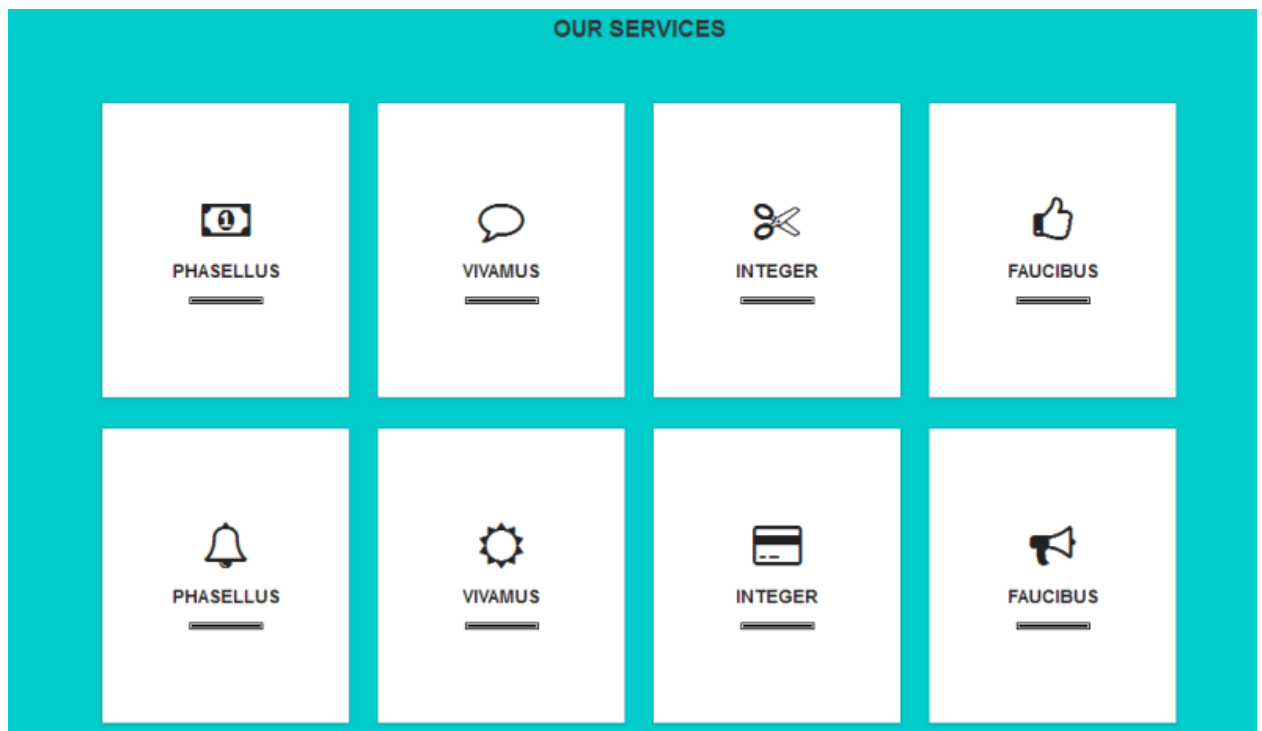 OUR SERVICES
PHASELLUS
VIVAMUS
INTEGER
FAUCIBUS
PHASELLUS
VIVAMUS
INTEGER
FAUCIBUS